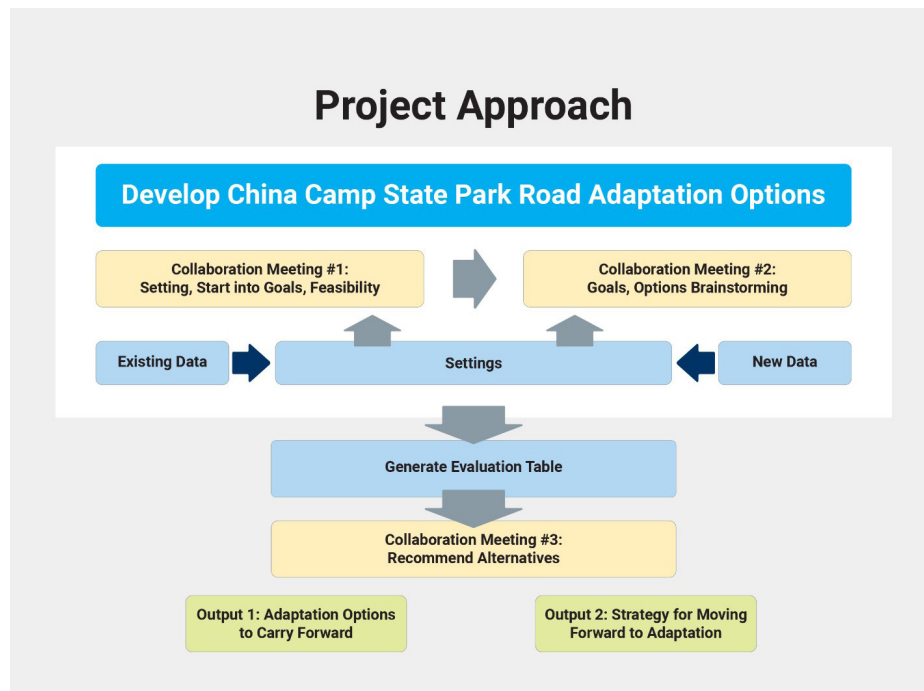 Project Approach
Develop China Camp State Park Road Adaptation Options
Collaboration Meeting #1:
Setting, Start into Goals, Feasibility
Collaboration Meeting #2:
Goals, Options Brainstorming
Existing Data
Settings
New Data
Generate Evaluation Table
Collaboration Meeting #3:
Recommend Alternatives
Output 1: Adaptation Options
to Carry Forward
Output 2: Strategy for Moving
Forward to Adaptation